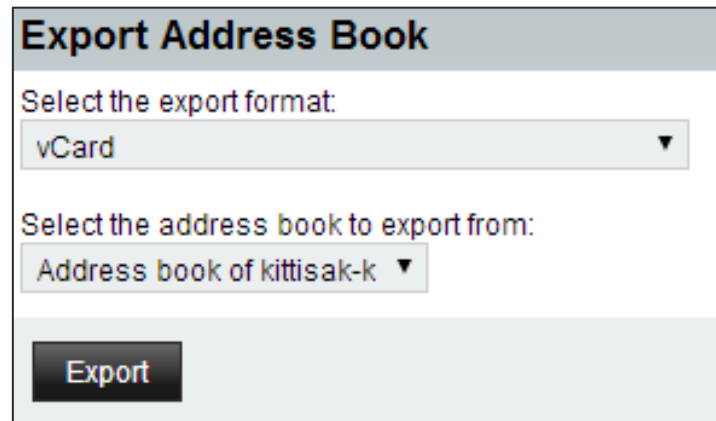 Export Address Book
Select the export format:
vCard
Select the address book to export from:
Address book of kittisak-k
Export